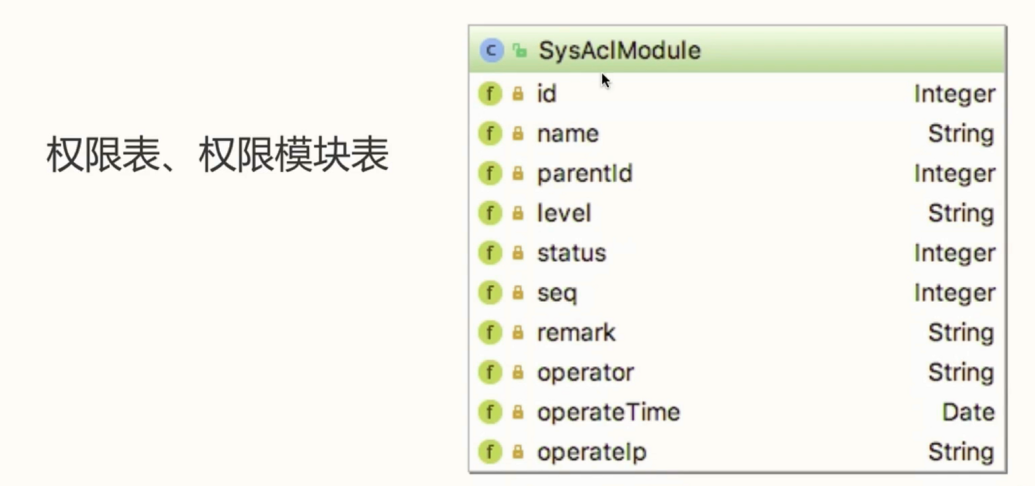 权限表、权限模块表
SysAclModule
id Integer
name String
parentId Integer
level String
status Integer
seq Integer
remark String
operator String
operateTime Date
operateIp String